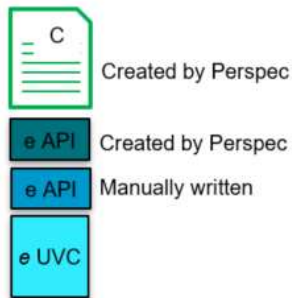 C
Created by Perspec
e API Created by Perspec
e API Manually written
e UVC